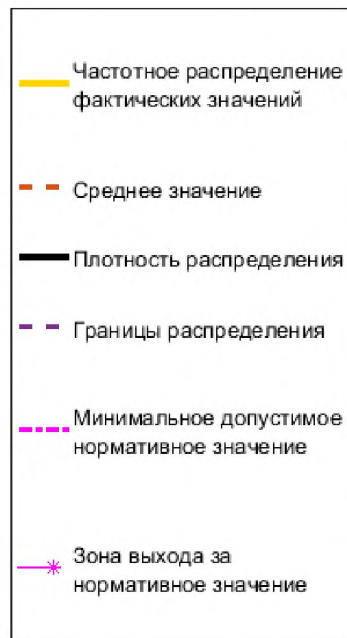 Частотное распределение
фактических значений
Среднее значение
Плотность распределения
Границы распределения
Минимальное допустимое
нормативное значение
Зона выхода за
нормативное значение